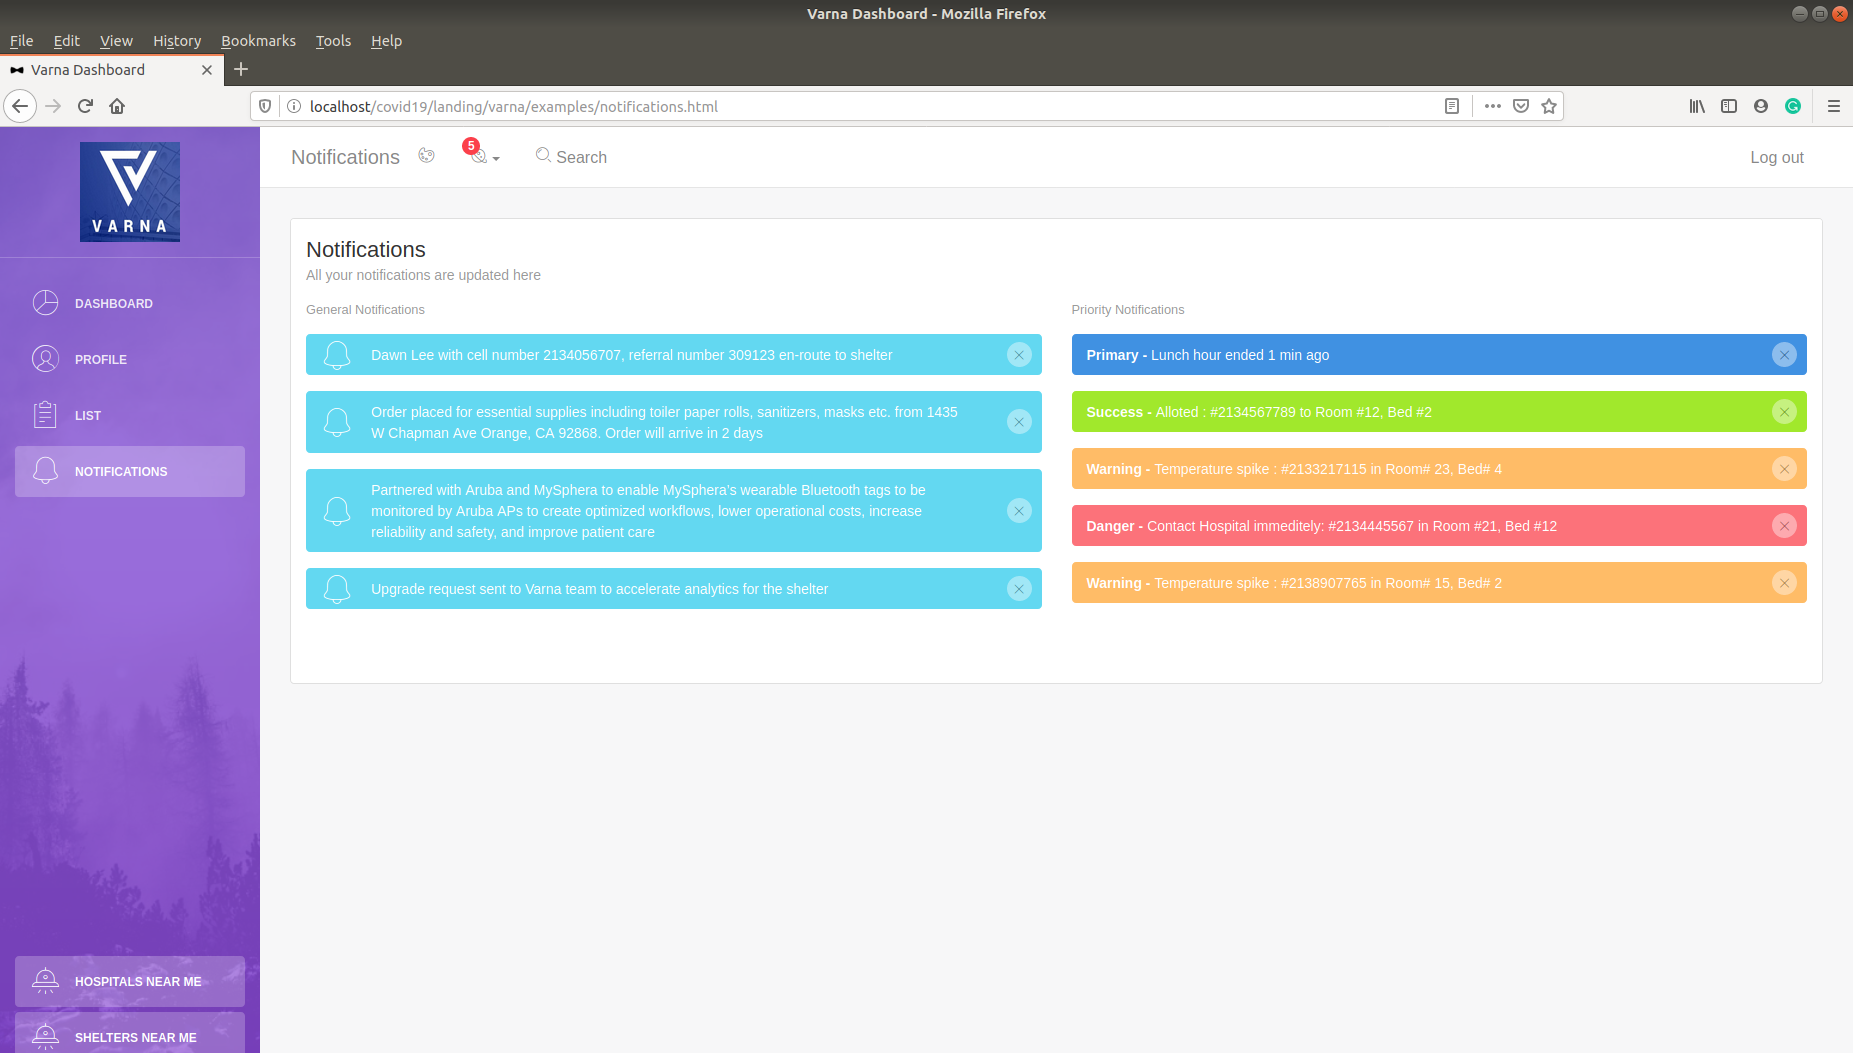 Varna Dashboard - Mozilla Firefox
File Edit View History Bookmarks Tools Help
Varna Dashboard
localhost/covid19/landing/varna/examples/notifications.html
VARNA
DASHBOARD
PROFILE
LIST
NOTIFICATIONS
HOSPITALS NEAR ME
SHELTERS NEAR ME
Notifications 5 Search Log out
Notifications
All your notifications are updated here
General Notifications
Dawn Lee with cell number 2134056707, referral number 309123 en-route to shelter
Order placed for essential supplies including toiler paper rolls, sanitizers, masks etc. from 1435
W Chapman Ave Orange, CA 92868. Order will arrive in 2 days
Partnered with Aruba and MySphera to enable MySphera's wearable Bluetooth tags to be
monitored by Aruba APs to create optimized workflows, lower operational costs, increase
reliability and safety, and improve patient care
Upgrade request sent to Varna team to accelerate analytics for the shelter
Priority Notifications
Primary - Lunch hour ended 1 min ago
Success - Alloted : #2134567789 to Room #12, Bed #2
Warning - Temperature spike : #2133217115 in Room# 23, Bed# 4
Danger - Contact Hospital immeditely: #2134445567 in Room #21, Bed #12
Warning - Temperature spike : #2138907765 in Room# 15, Bed# 2